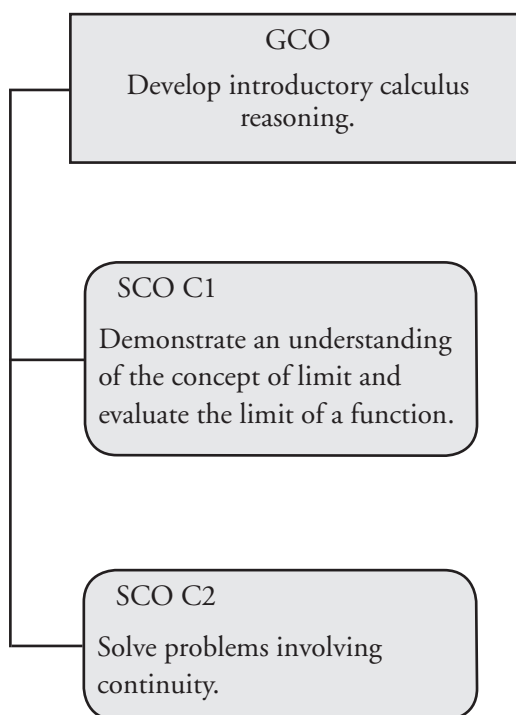 GCO
Develop introductory calculus
reasoning.
SCO C1
Demonstrate an understanding
of the concept of limit and
evaluate the limit of a function.
SCO C2
Solve problems involving
continuity.